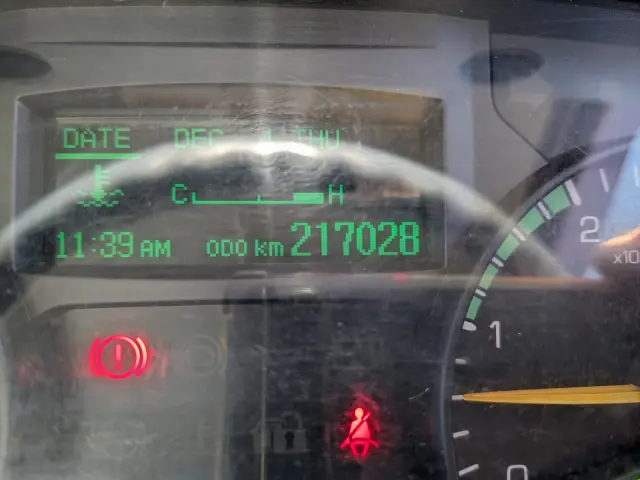 DATE DEC 1 THU
C H
11:39 AM ODO km 217028
2
x10
1
0